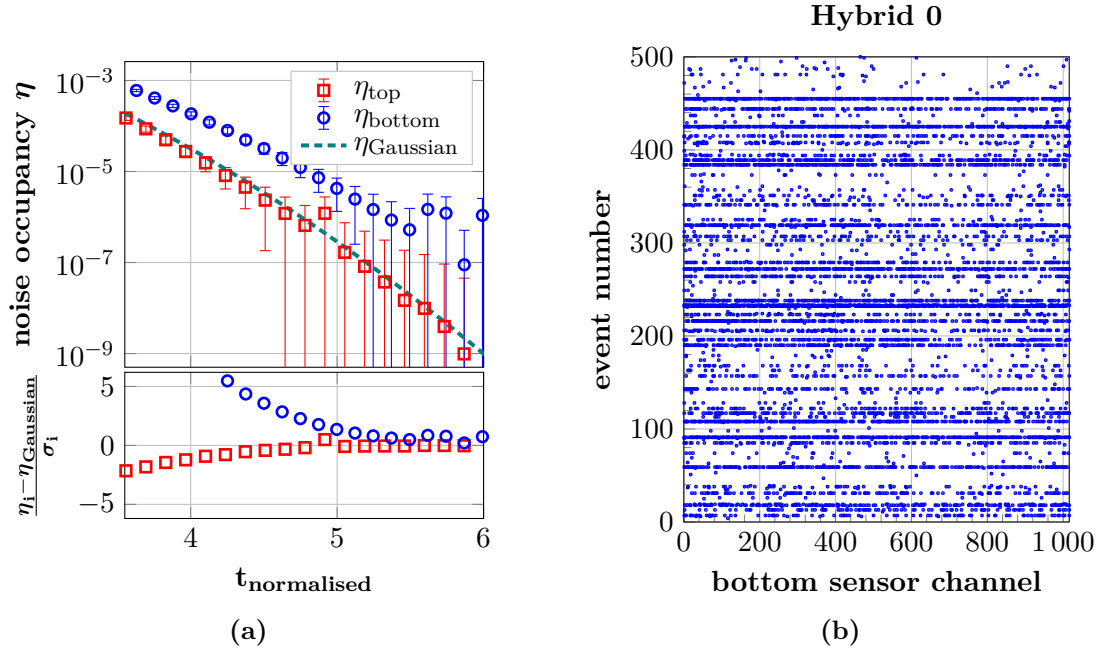 Hybrid 0
10⁻³
10⁻⁵
10⁻⁷
10⁻⁹
noise occupancy η
η_top
η_bottom
η_Gaussian
5
0
−5
η_i−η_Gaussian
σ_i
4
5
6
t_normalised
(a)
500
400
300
200
100
0
event number
0
200
400
600
800
1 000
bottom sensor channel
(b)